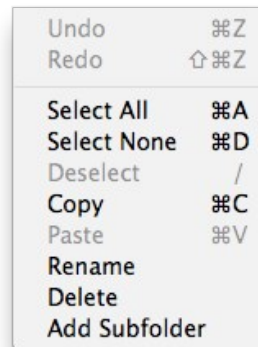 Undo ⌘Z
Redo ⇧⌘Z
Select All ⌘A
Select None ⌘D
Deselect /
Copy ⌘C
Paste ⌘V
Rename
Delete
Add Subfolder